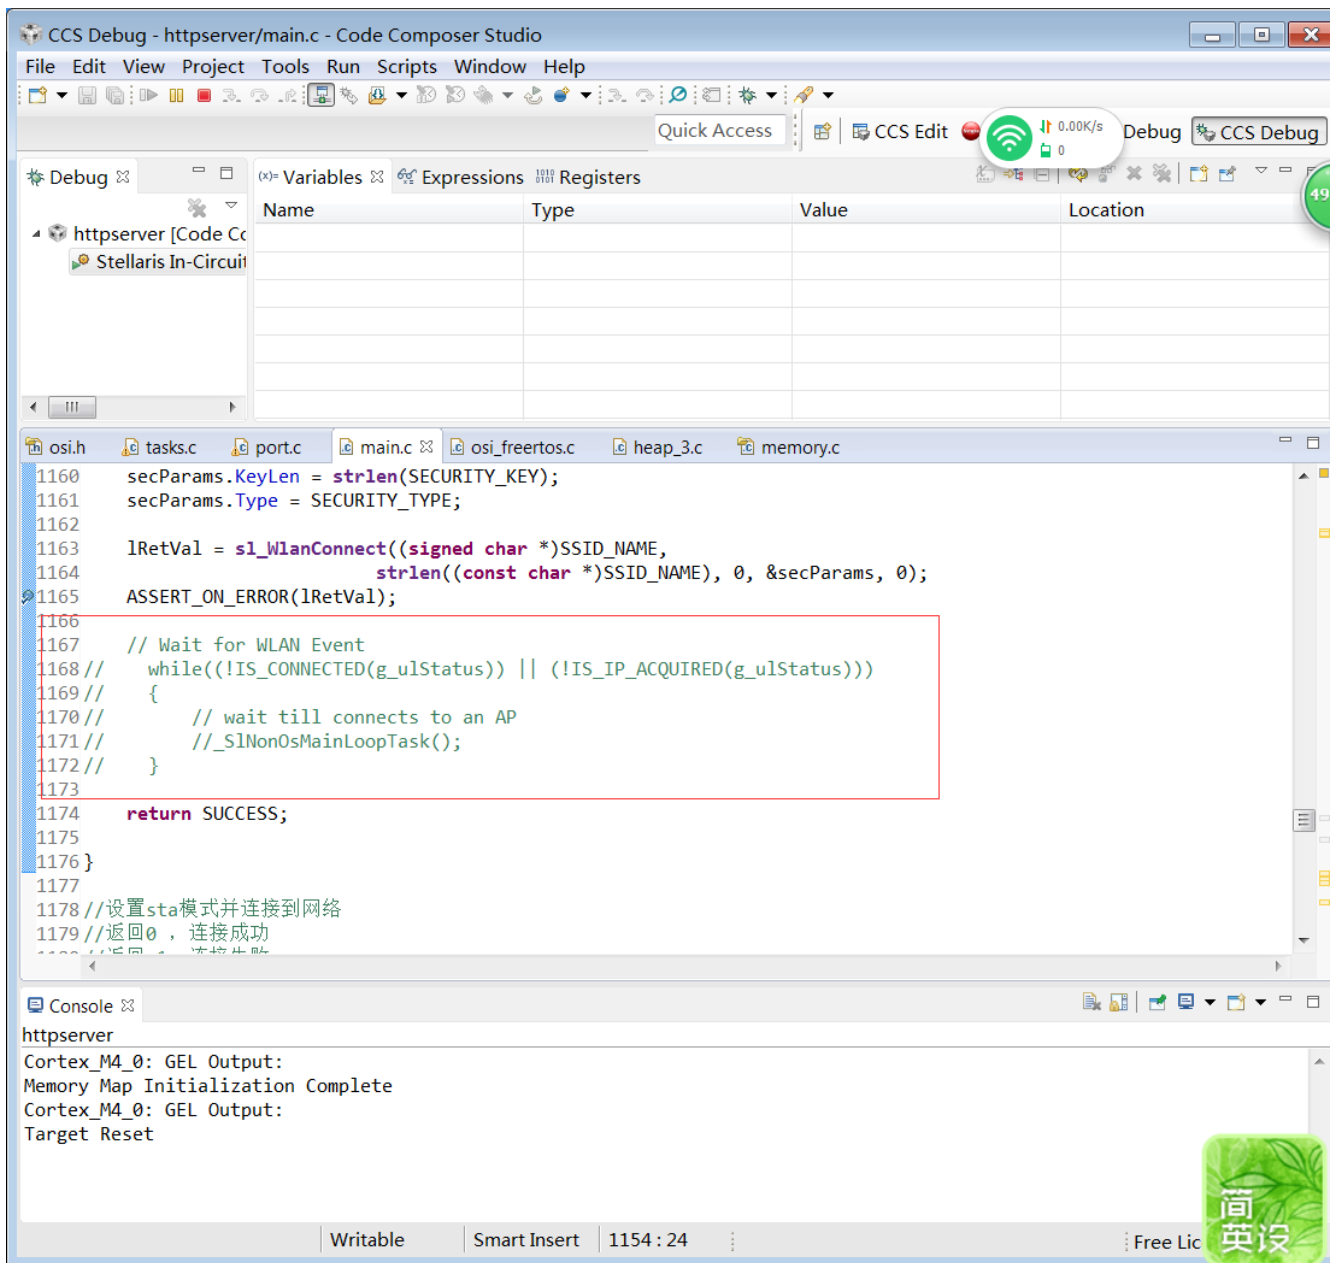 CCS Debug - httpserver/main.c - Code Composer Studio
File Edit View Project Tools Run Scripts Window Help
Quick Access CCS Edit Debug CCS Debug
0.00K/s
0
Debug
(x)= Variables Expressions 1010 Registers
49
Name Type Value Location
httpserver [Code Co
Stellaris In-Circuit
osi.h tasks.c port.c main.c osi_freertos.c heap_3.c memory.c
1160 secParams.KeyLen = strlen(SECURITY_KEY);
1161 secParams.Type = SECURITY_TYPE;
1162
1163 lRetVal = sl_WlanConnect((signed char *)SSID_NAME,
1164 strlen((const char *)SSID_NAME), 0, &secParams, 0);
1165 ASSERT_ON_ERROR(lRetVal);
1166
1167 // Wait for WLAN Event
1168 // while((!IS_CONNECTED(g_ulStatus)) || (!IS_IP_ACQUIRED(g_ulStatus)))
1169 // {
1170 // // wait till connects to an AP
1171 // //_SlNonOsMainLoopTask();
1172 // }
1173
1174 return SUCCESS;
1175
1176 }
1177
1178 //设置sta模式并连接到网络
1179 //返回0 ，连接成功
Console
httpserver
Cortex_M4_0: GEL Output:
Memory Map Initialization Complete
Cortex_M4_0: GEL Output:
Target Reset
Writable Smart Insert 1154 : 24 Free Lic
简
英设